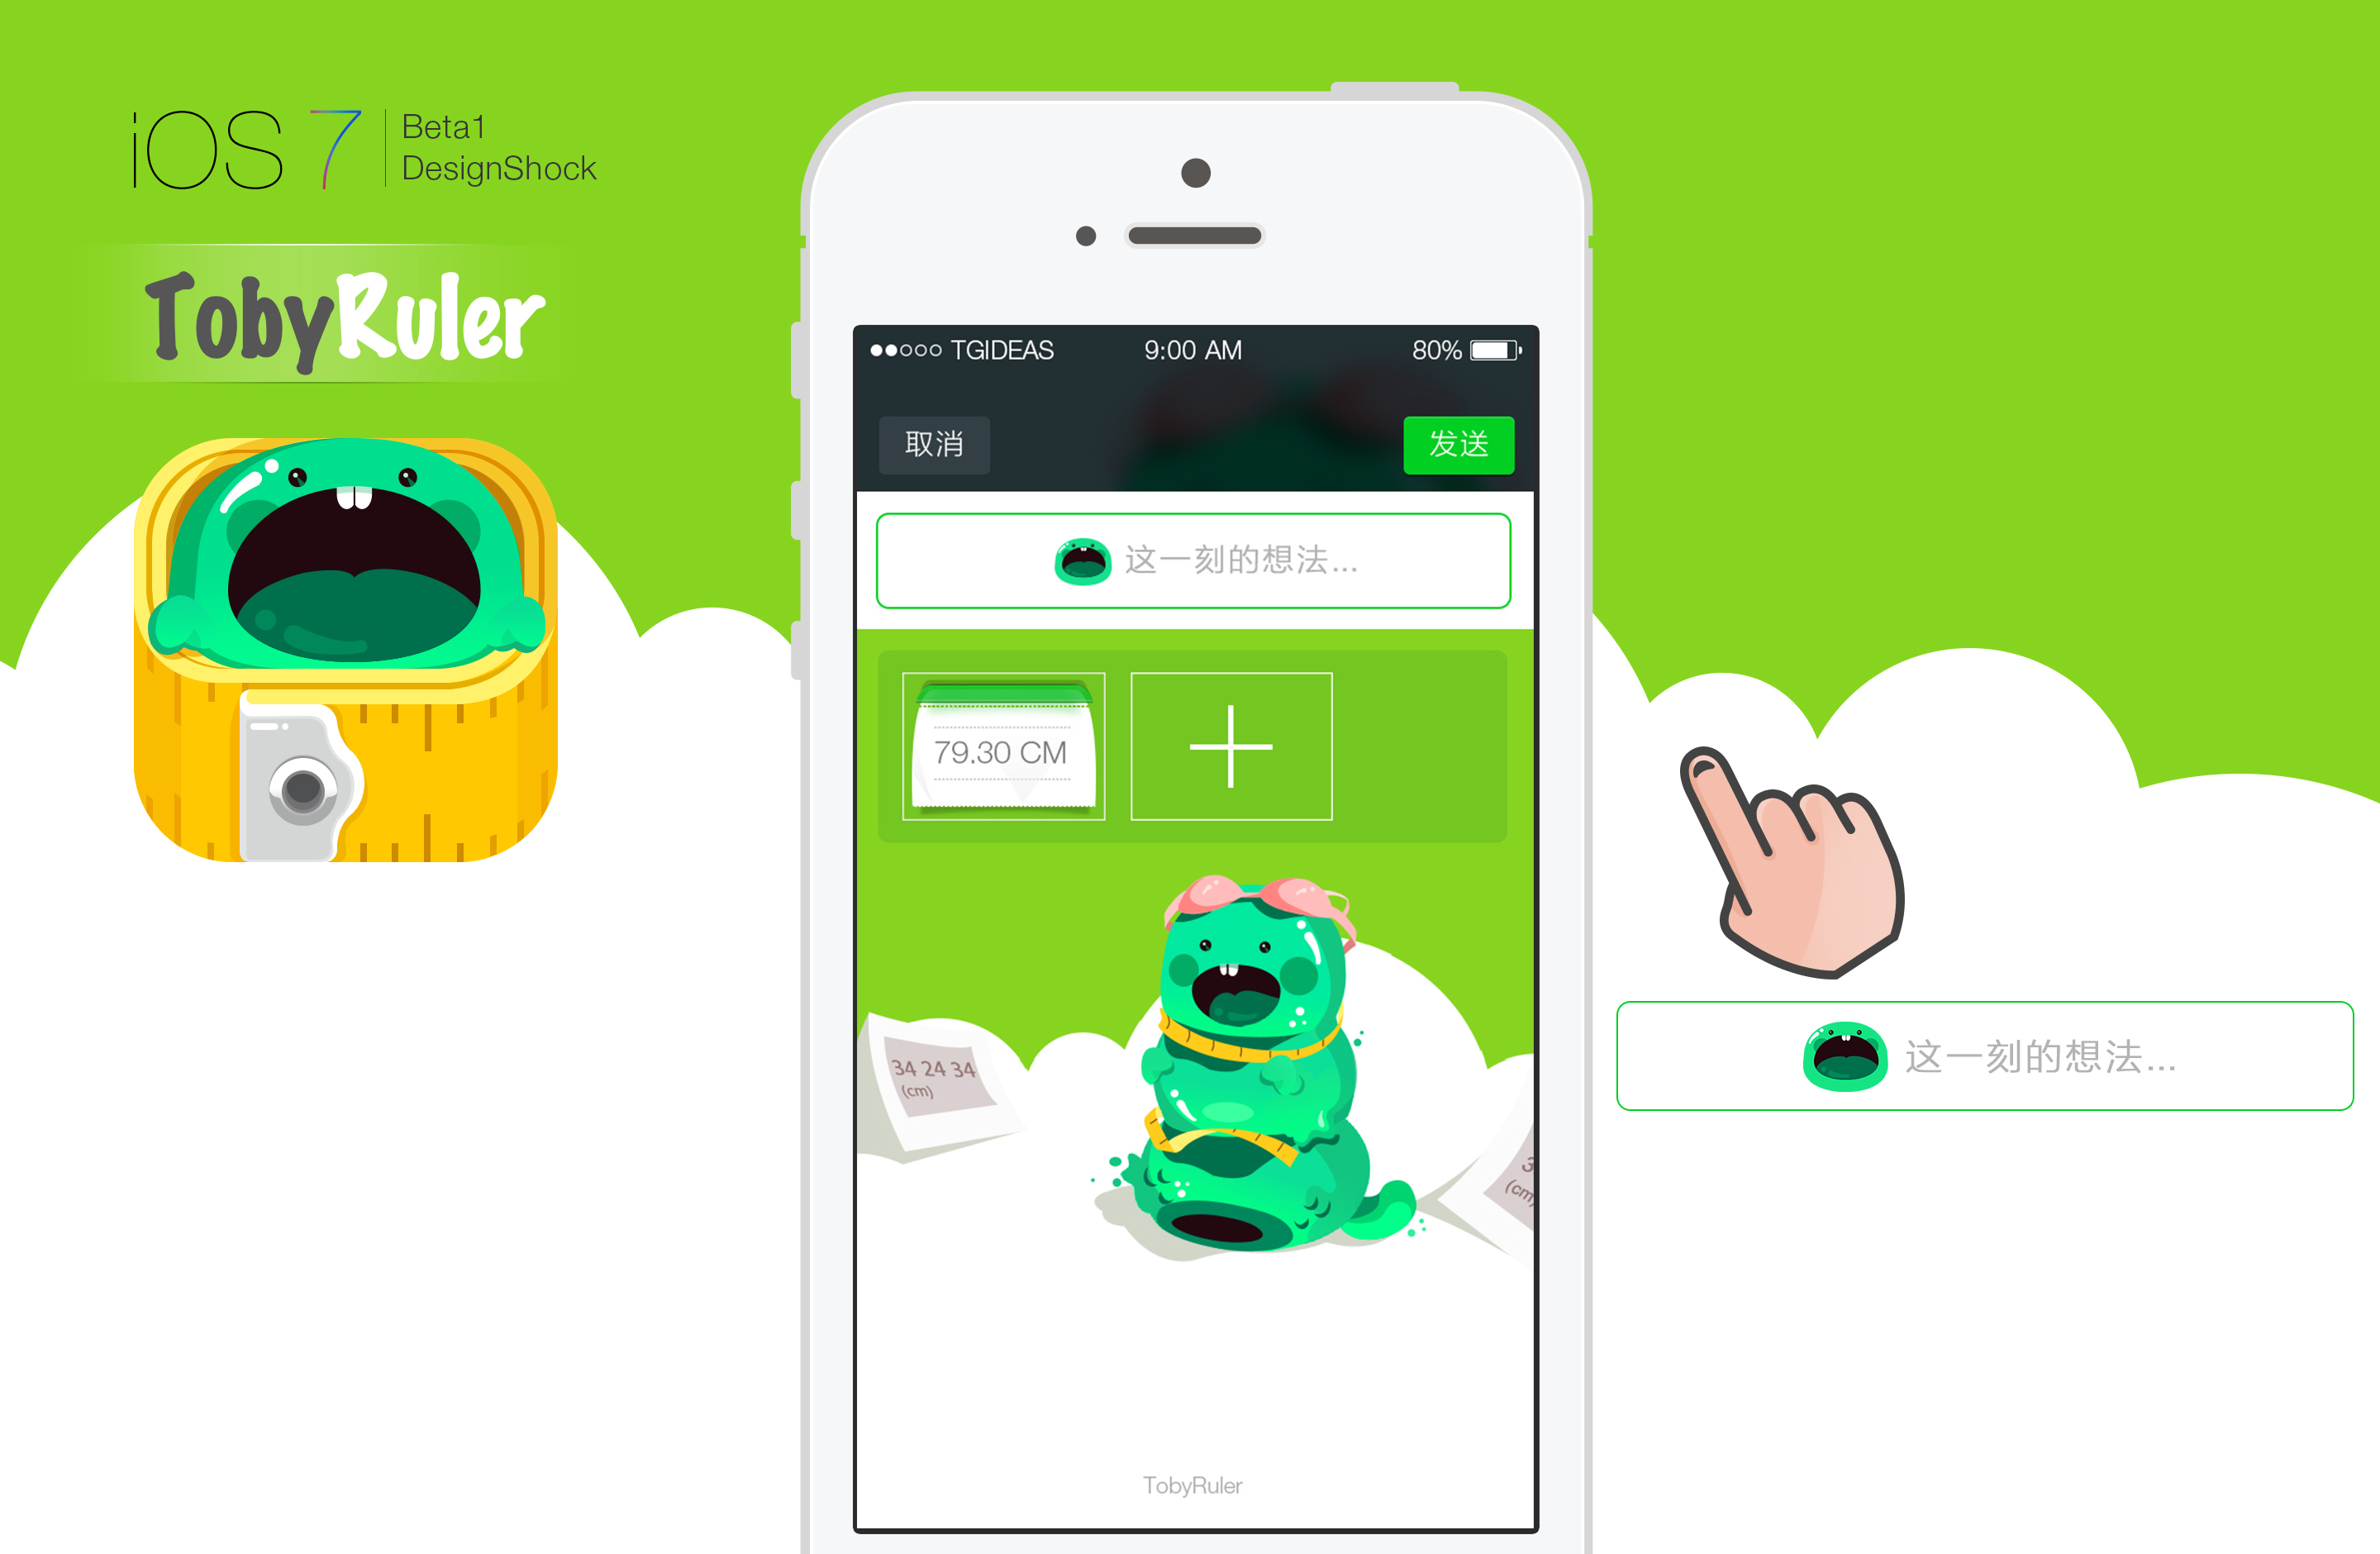 iOS 7
Beta1
DesignShock
TobyRuler
TGIDEAS 9:00 AM 80%
取消 发送
这一刻的想法...
79.30 CM
34 24 34
(cm)
3
(cm)
这一刻的想法...
TobyRuler